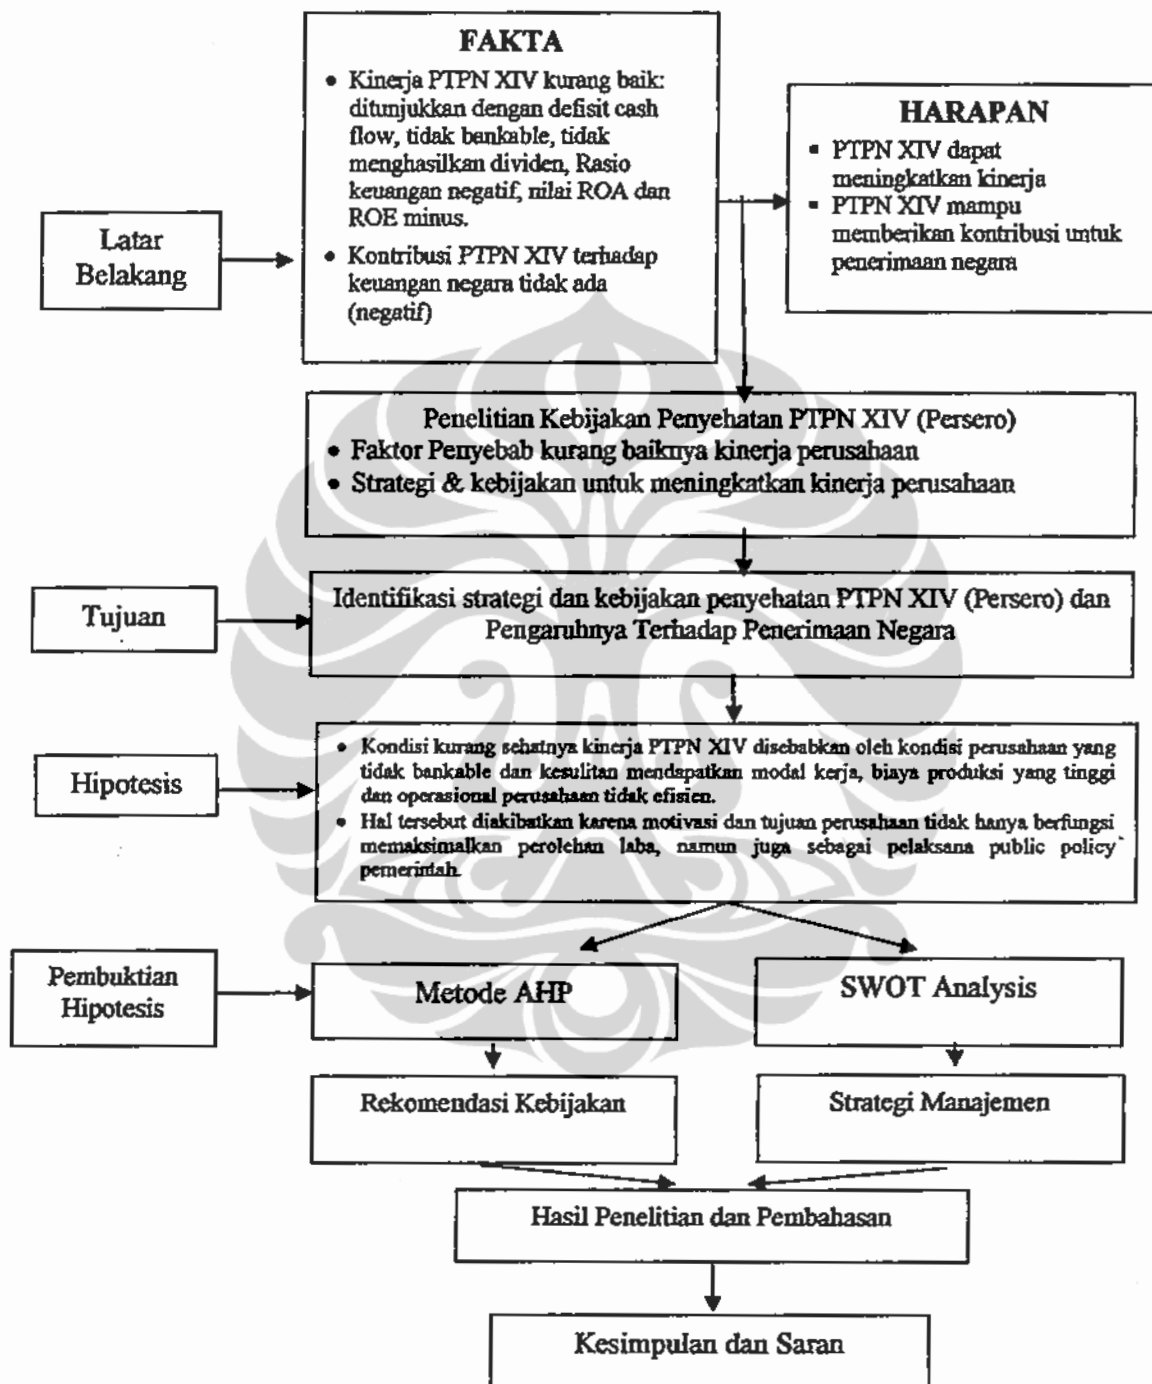 FAKTA
• Kinerja PTPN XIV kurang baik:
ditunjukkan dengan defisit cash
flow, tidak bankable, tidak
menghasilkan dividen, Rasio
keuangan negatif, nilai ROA dan
ROE minus.
• Kontribusi PTPN XIV terhadap
keuangan negara tidak ada
(negatif)
HARAPAN
▪ PTPN XIV dapat
meningkatkan kinerja
▪ PTPN XIV mampu
memberikan kontribusi untuk
penerimaan negara
Latar
Belakang
Penelitian Kebijakan Penyehatan PTPN XIV (Persero)
• Faktor Penyebab kurang baiknya kinerja perusahaan
• Strategi & kebijakan untuk meningkatkan kinerja perusahaan
Tujuan
Identifikasi strategi dan kebijakan penyehatan PTPN XIV (Persero) dan
Pengaruhnya Terhadap Penerimaan Negara
Hipotesis
• Kondisi kurang sehatnya kinerja PTPN XIV disebabkan oleh kondisi perusahaan yang
tidak bankable dan kesulitan mendapatkan modal kerja, biaya produksi yang tinggi
dan operasional perusahaan tidak efisien.
• Hal tersebut diakibatkan karena motivasi dan tujuan perusahaan tidak hanya berfungsi
memaksimalkan perolehan laba, namun juga sebagai pelaksana public policy
pemerintah.
Pembuktian
Hipotesis
Metode AHP
SWOT Analysis
Rekomendasi Kebijakan
Strategi Manajemen
Hasil Penelitian dan Pembahasan
Kesimpulan dan Saran